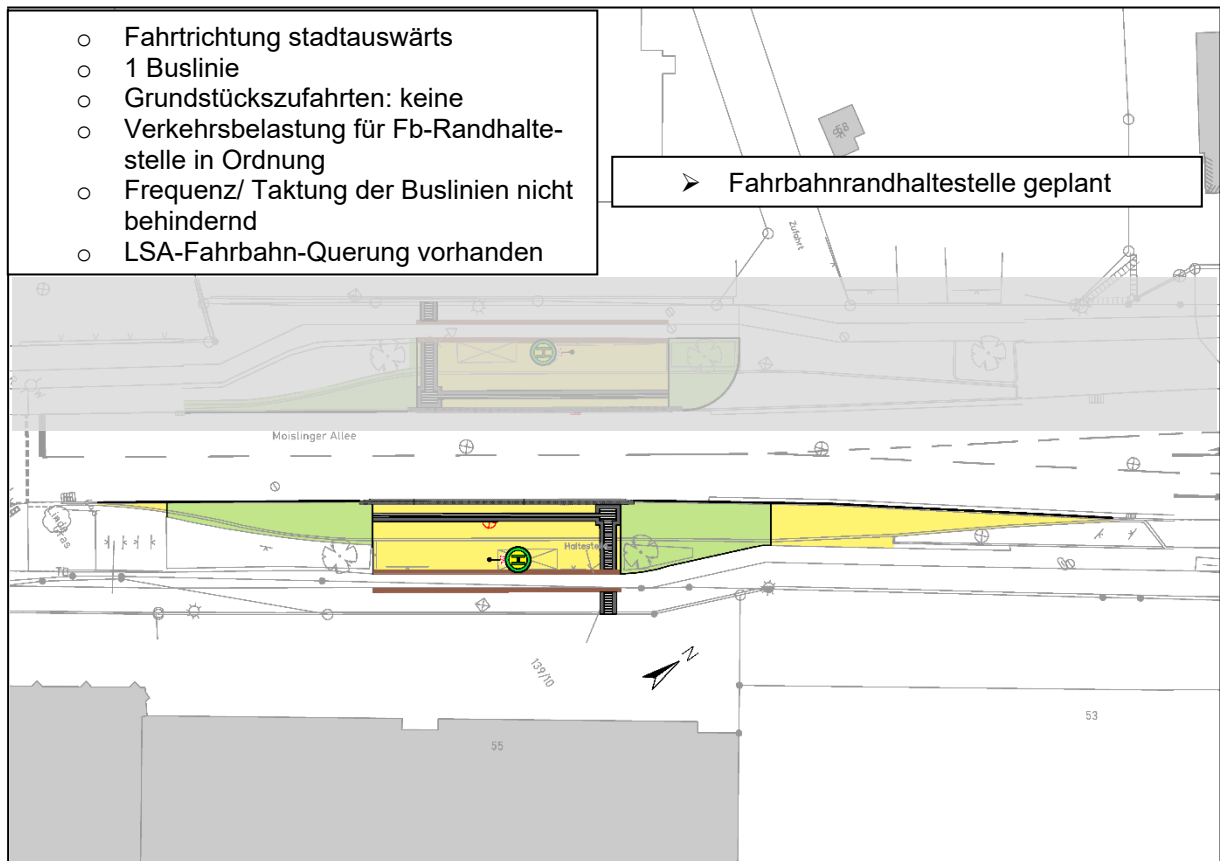 ○ Fahrtrichtung stadtauswärts
○ 1 Buslinie
○ Grundstückszufahrten: keine
○ Verkehrsbelastung für Fb-Randhalte-
stelle in Ordnung
○ Frequenz/ Taktung der Buslinien nicht
behindernd
○ LSA-Fahrbahn-Querung vorhanden
➢ Fahrbahnrandhaltestelle geplant
Zufahrt
H
Moislinger Allee
H
N
139/10
55
53